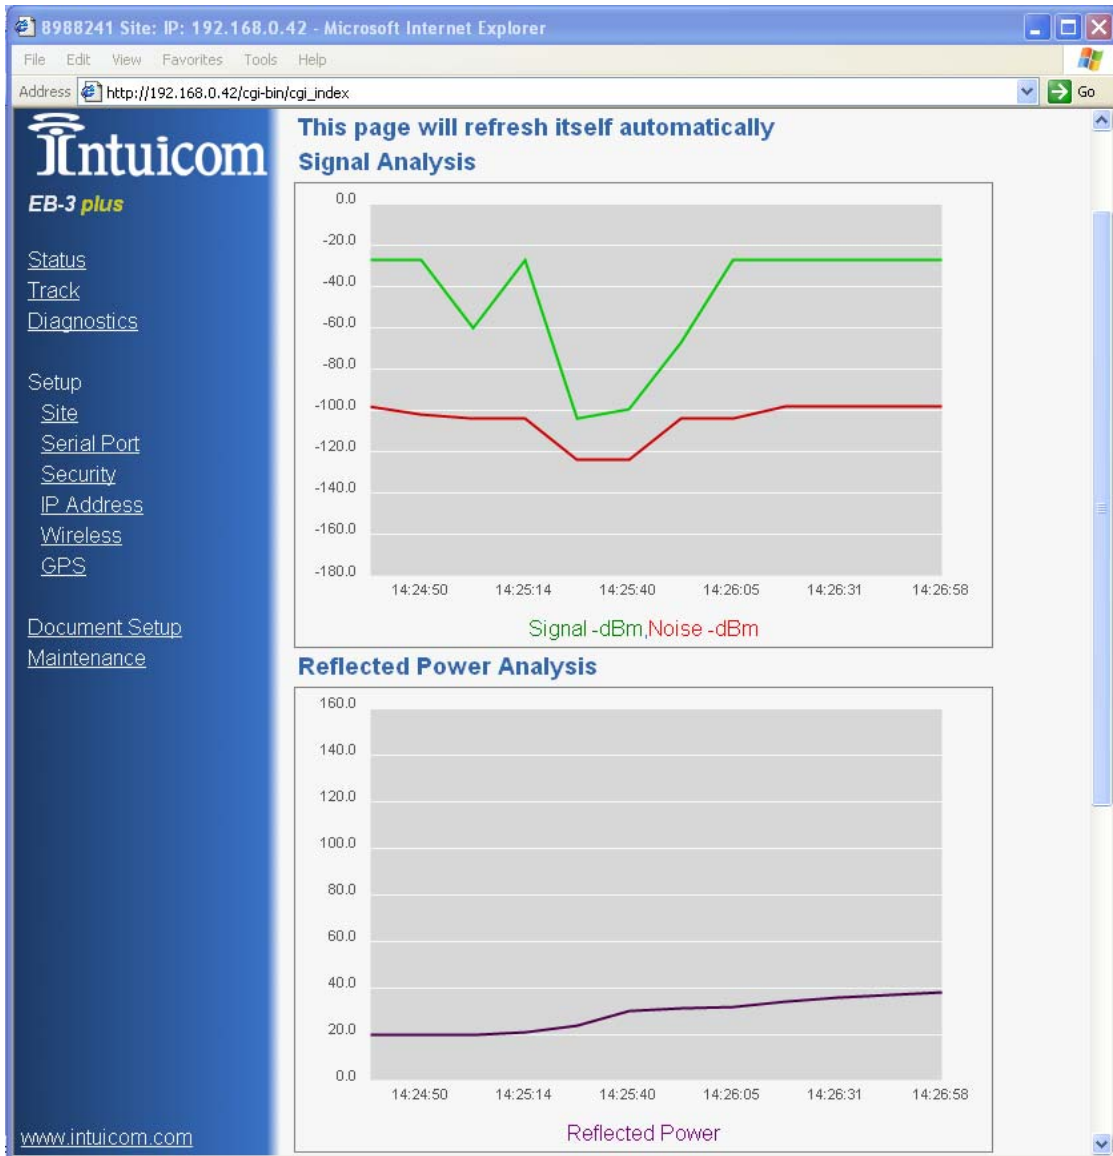 8988241 Site: IP: 192.168.0.42 - Microsoft Internet Explorer
File Edit View Favorites Tools Help
Address http://192.168.0.42/cgi-bin/cgi_index Go
Intuicom
EB-3 plus
Status
Track
Diagnostics
Setup
Site
Serial Port
Security
IP Address
Wireless
GPS
Document Setup
Maintenance
www.intuicom.com
This page will refresh itself automatically
Signal Analysis
0.0
-20.0
-40.0
-60.0
-80.0
-100.0
-120.0
-140.0
-160.0
-180.0
14:24:50 14:25:14 14:25:40 14:26:05 14:26:31 14:26:58
Signal -dBm,Noise -dBm
Reflected Power Analysis
160.0
140.0
120.0
100.0
80.0
60.0
40.0
20.0
0.0
14:24:50 14:25:14 14:25:40 14:26:05 14:26:31 14:26:58
Reflected Power